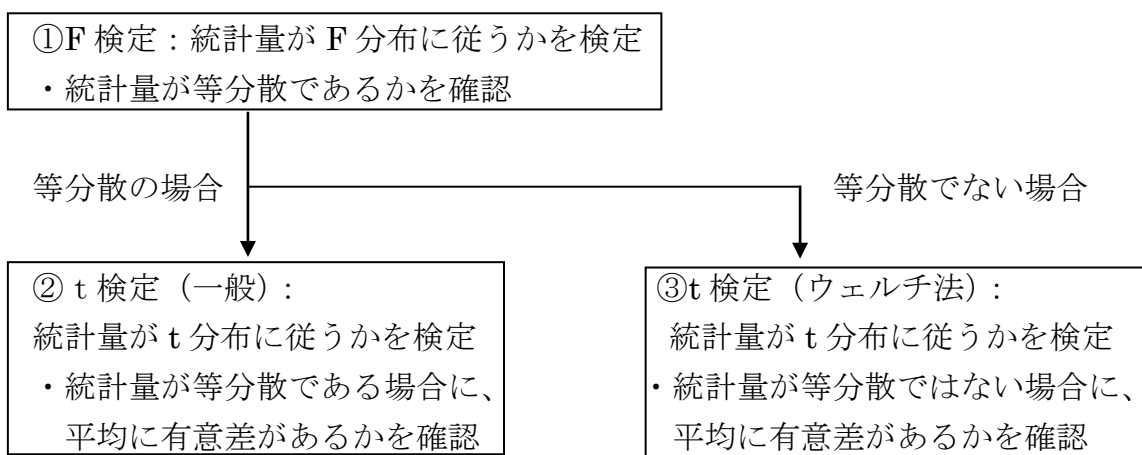 ①F 検定：統計量が F 分布に従うかを検定
・統計量が等分散であるかを確認
等分散の場合
等分散でない場合
② t 検定（一般）:
統計量が t 分布に従うかを検定
・統計量が等分散である場合に、
平均に有意差があるかを確認
③t 検定（ウェルチ法）:
統計量が t 分布に従うかを検定
・統計量が等分散ではない場合に、
平均に有意差があるかを確認